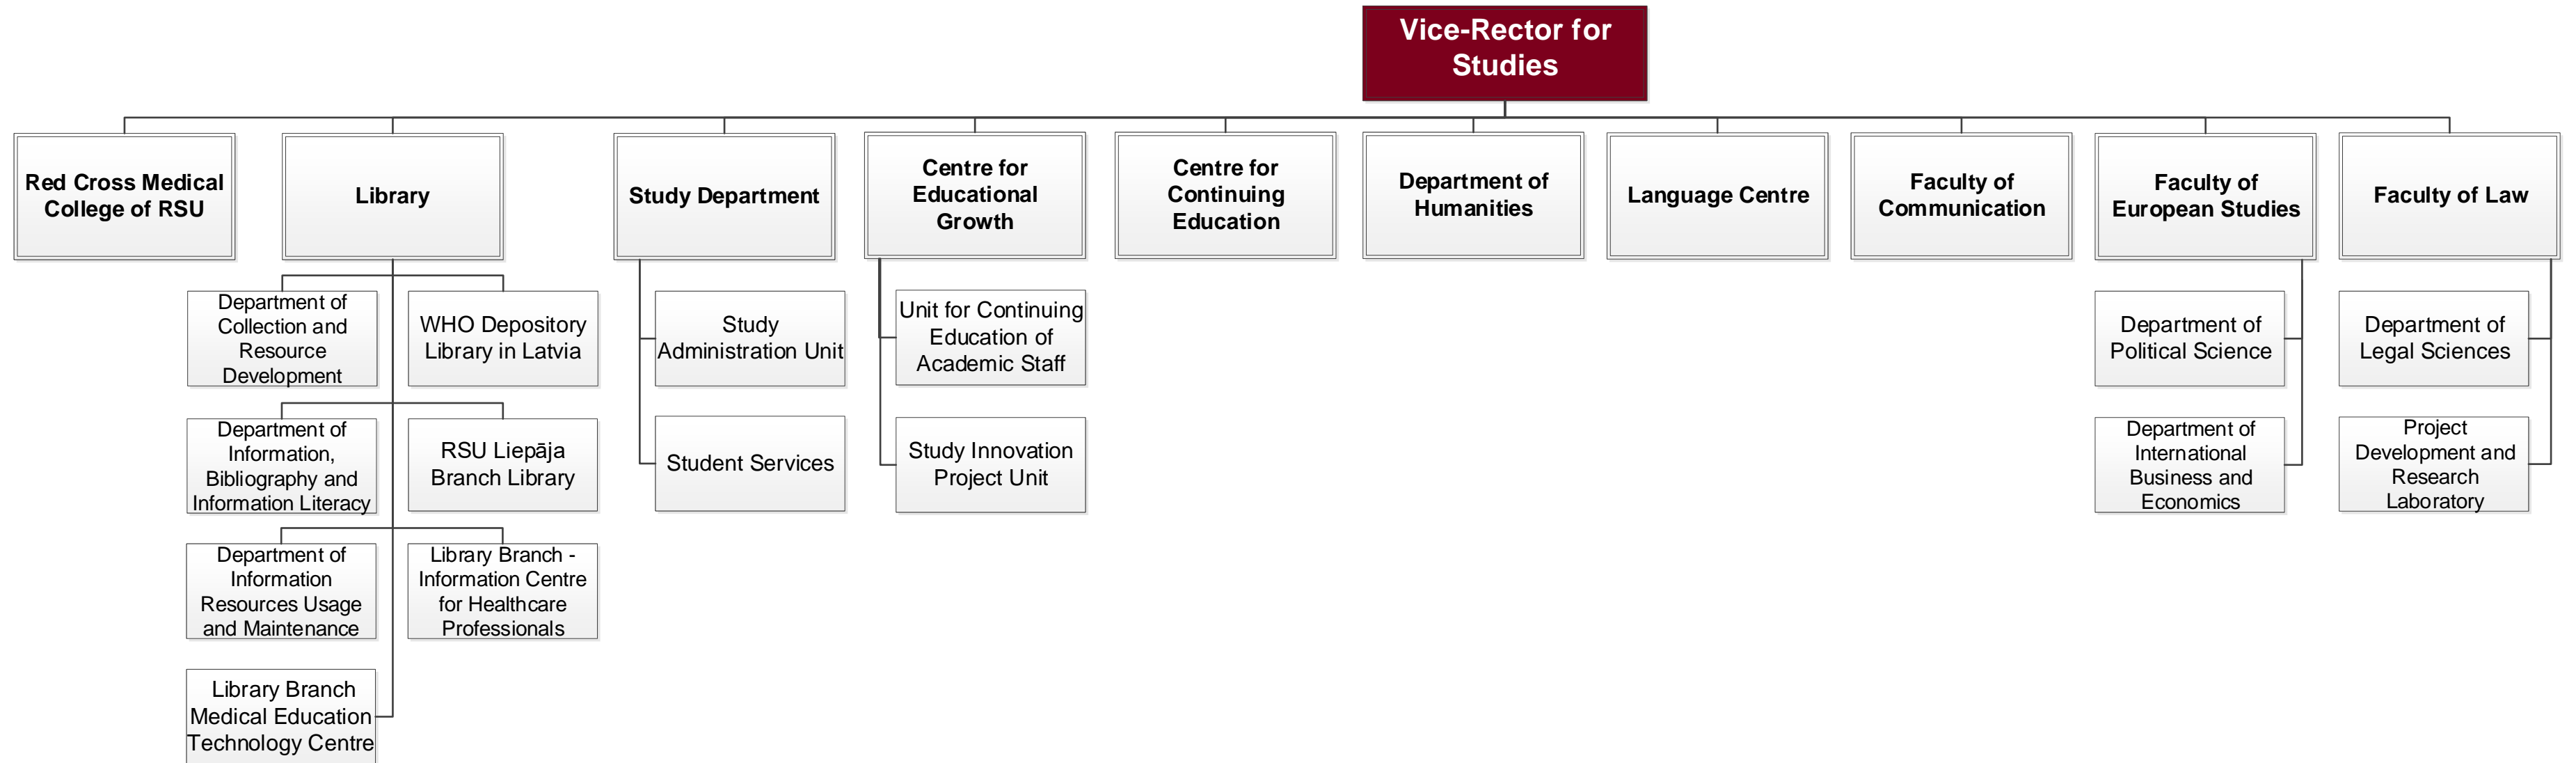 Vice-Rector for
Studies
Red Cross Medical
College of RSU
Library
Study Department
Centre for
Educational
Growth
Centre for
Continuing
Education
Department of
Humanities
Language Centre
Faculty of
Communication
Faculty of
European Studies
Faculty of Law
Department of
Collection and
Resource
Development
WHO Depository
Library in Latvia
Study
Administration Unit
Unit for Continuing
Education of
Academic Staff
Department of
Political Science
Department of
Legal Sciences
Department of
Information,
Bibliography and
Information Literacy
RSU Liepāja
Branch Library
Student Services
Study Innovation
Project Unit
Department of
International
Business and
Economics
Project
Development and
Research
Laboratory
Department of
Information
Resources Usage
and Maintenance
Library Branch -
Information Centre
for Healthcare
Professionals
Library Branch
Medical Education
Technology Centre